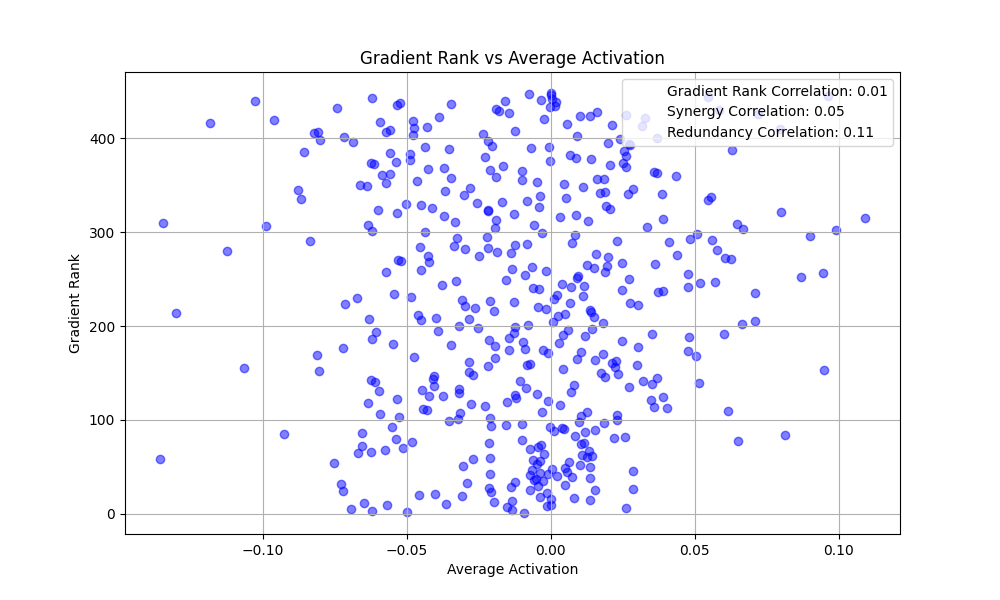 Gradient Rank vs Average Activation
Gradient Rank Correlation: 0.01
Synergy Correlation: 0.05
Redundancy Correlation: 0.11
400
300
200
100
0
Gradient Rank
−0.10
−0.05
0.00
0.05
0.10
Average Activation